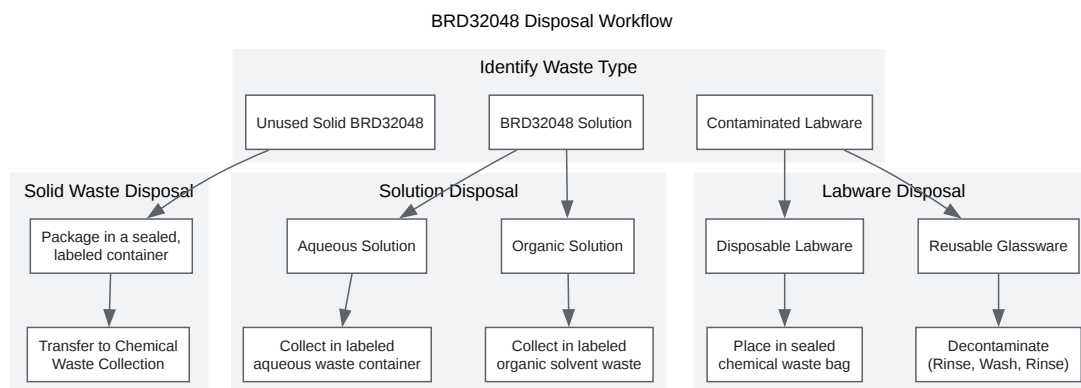 BRD32048 Disposal Workflow
Identify Waste Type
Unused Solid BRD32048
BRD32048 Solution
Contaminated Labware
Solid Waste Disposal
Package in a sealed,
labeled container
Transfer to Chemical
Waste Collection
Solution Disposal
Aqueous Solution
Organic Solution
Collect in labeled
aqueous waste container
Collect in labeled
organic solvent waste
Labware Disposal
Disposable Labware
Reusable Glassware
Place in sealed
chemical waste bag
Decontaminate
(Rinse, Wash, Rinse)